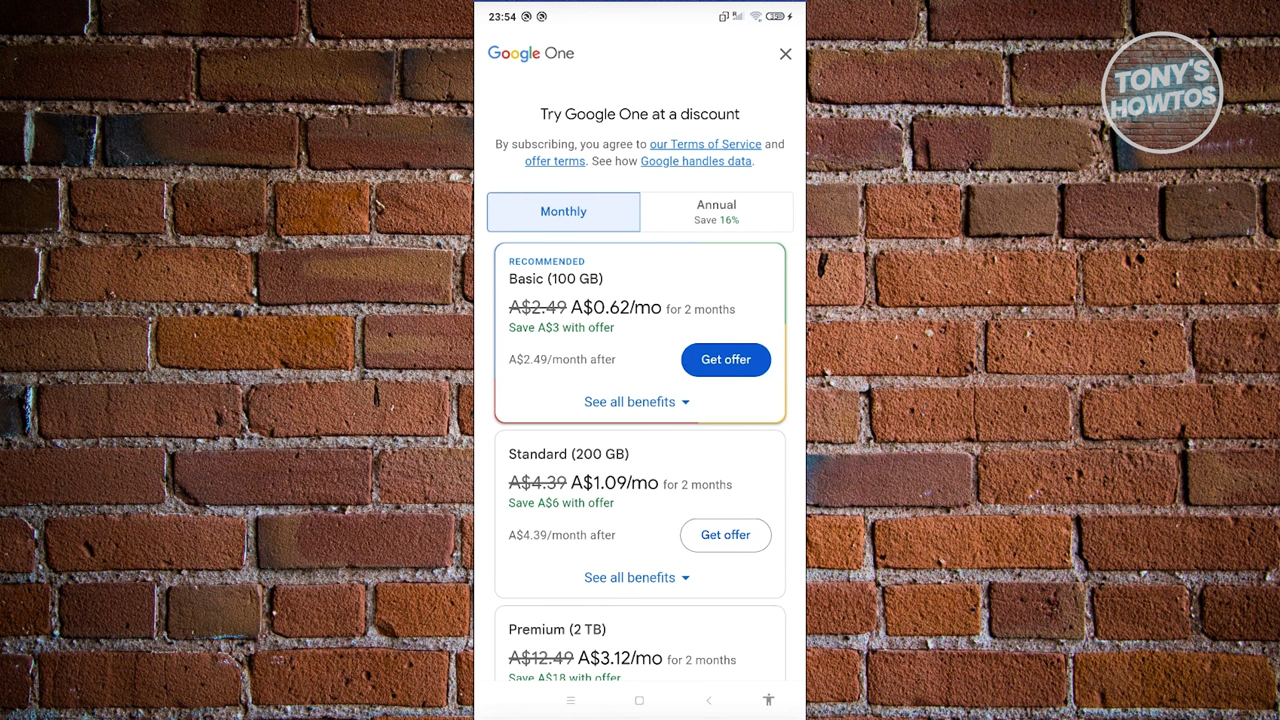 23:54
Google One
TONY'S
HOWTOS
Try Google One at a discount
By subscribing, you agree to our Terms of Service and
offer terms. See how Google handles data.
Monthly
Annual
Save 16%
RECOMMENDED
Basic (100 GB)
A$2.49 A$0.62/mo for 2 months
Save A$3 with offer
A$2.49/month after
Get offer
See all benefits
Standard (200 GB)
A$4.39 A$1.09/mo for 2 months
Save A$6 with offer
A$4.39/month after
Get offer
See all benefits
Premium (2 TB)
A$12.49 A$3.12/mo for 2 months
Save A$18 with offer